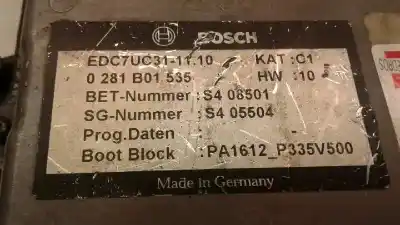 BOSCH
EDC7UC31-11.10 KAT :C1
0 281 B01 535 HW :10
BET-Nummer :S4 08501
SG-Nummer :S4 05504
Prog.Daten :
Boot Block :PA1612_P335V500
Made in Germany